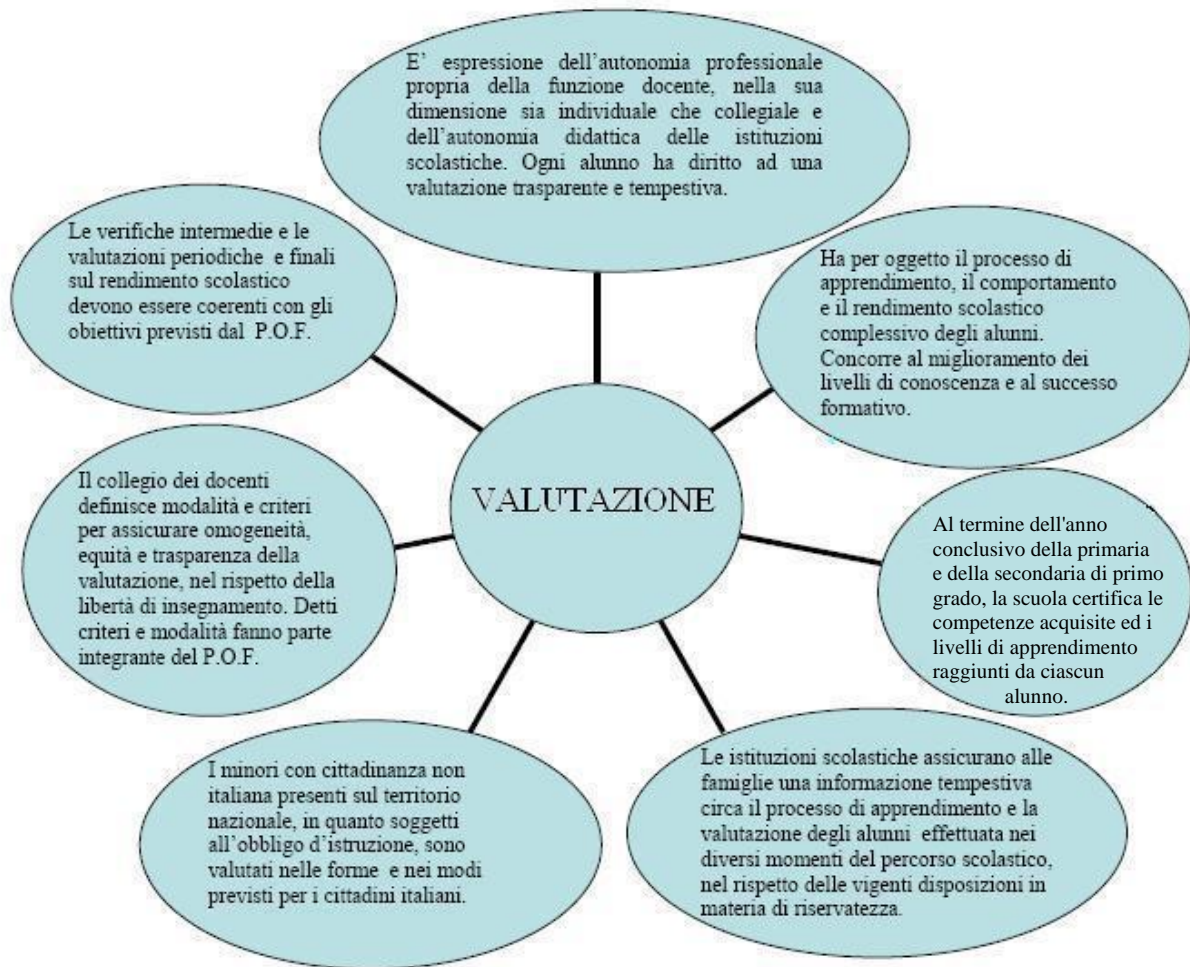 E' espressione dell'autonomia professionale
propria della funzione docente, nella sua
dimensione sia individuale che collegiale e
dell'autonomia didattica delle istituzioni
scolastiche. Ogni alunno ha diritto ad una
valutazione trasparente e tempestiva.
Le verifiche intermedie e le
valutazioni periodiche e finali
sul rendimento scolastico
devono essere coerenti con gli
obiettivi previsti dal P.O.F.
Ha per oggetto il processo di
apprendimento, il comportamento
e il rendimento scolastico
complessivo degli alunni.
Concorre al miglioramento dei
livelli di conoscenza e al successo
formativo.
VALUTAZIONE
Il collegio dei docenti
definisce modalità e criteri
per assicurare omogeneità,
equità e trasparenza della
valutazione, nel rispetto della
libertà di insegnamento. Detti
criteri e modalità fanno parte
integrante del P.O.F.
Al termine dell'anno
conclusivo della primaria
e della secondaria di primo
grado, la scuola certifica le
competenze acquisite ed i
livelli di apprendimento
raggiunti da ciascun
alunno.
I minori con cittadinanza non
italiana presenti sul territorio
nazionale, in quanto soggetti
all'obbligo d'istruzione, sono
valutati nelle forme e nei modi
previsti per i cittadini italiani.
Le istituzioni scolastiche assicurano alle
famiglie una informazione tempestiva
circa il processo di apprendimento e la
valutazione degli alunni effettuata nei
diversi momenti del percorso scolastico,
nel rispetto delle vigenti disposizioni in
materia di riservatezza.